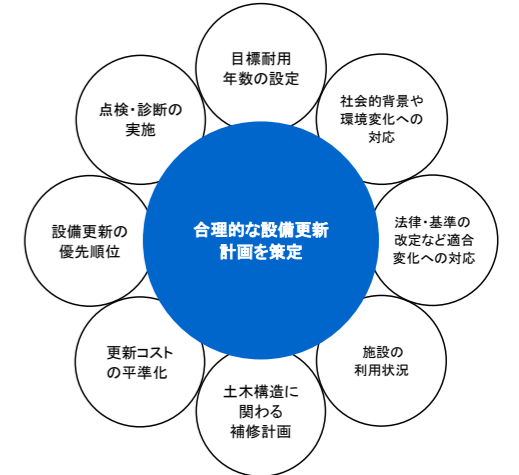 目標耐用
年数の設定
社会的背景や
環境変化への
対応
法律・基準の
改定など適合
変化への対応
施設の
利用状況
土木構造に
関わる
補修計画
更新コスト
の平準化
設備更新の
優先順位
点検・診断の
実施
合理的な設備更新
計画を策定